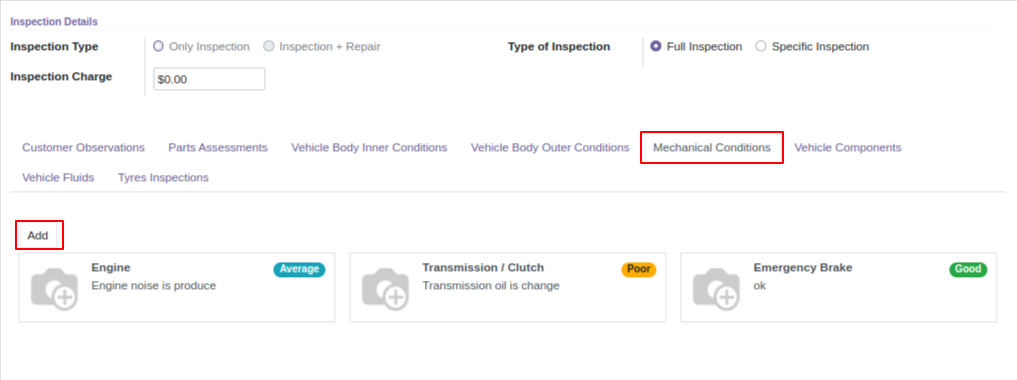 Inspection Details
Inspection Type Only Inspection Inspection + Repair Type of Inspection Full Inspection Specific Inspection
Inspection Charge $0.00
Customer Observations Parts Assessments Vehicle Body Inner Conditions Vehicle Body Outer Conditions Mechanical Conditions Vehicle Components
Vehicle Fluids Tyres Inspections
Add
Engine Average
Engine noise is produce
Transmission / Clutch Poor
Transmission oil is change
Emergency Brake Good
ok